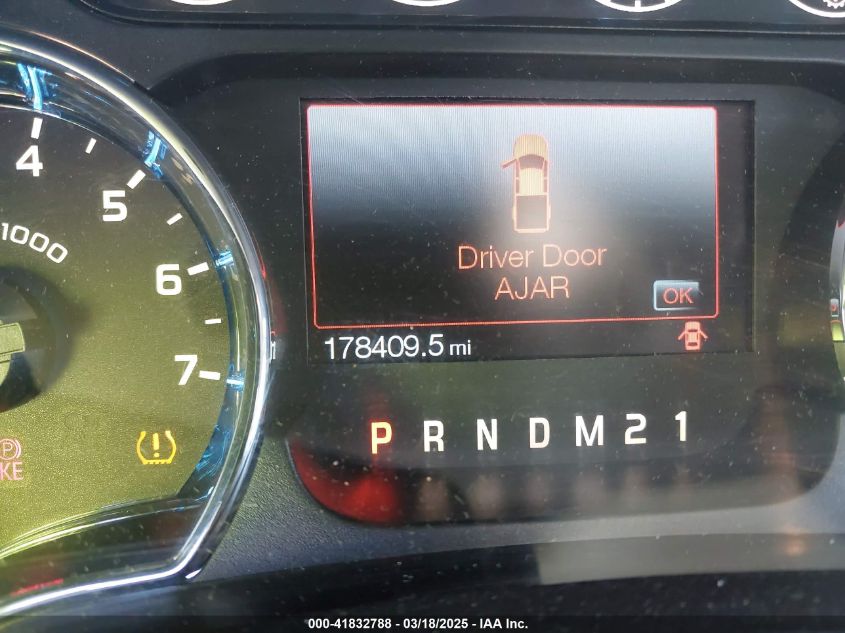 4
5
1000
6
7
Driver Door
AJAR
OK
178409.5 mi
P R N D M 2 1
P
KE
000-41832788 - 03/18/2025 - IAA Inc.